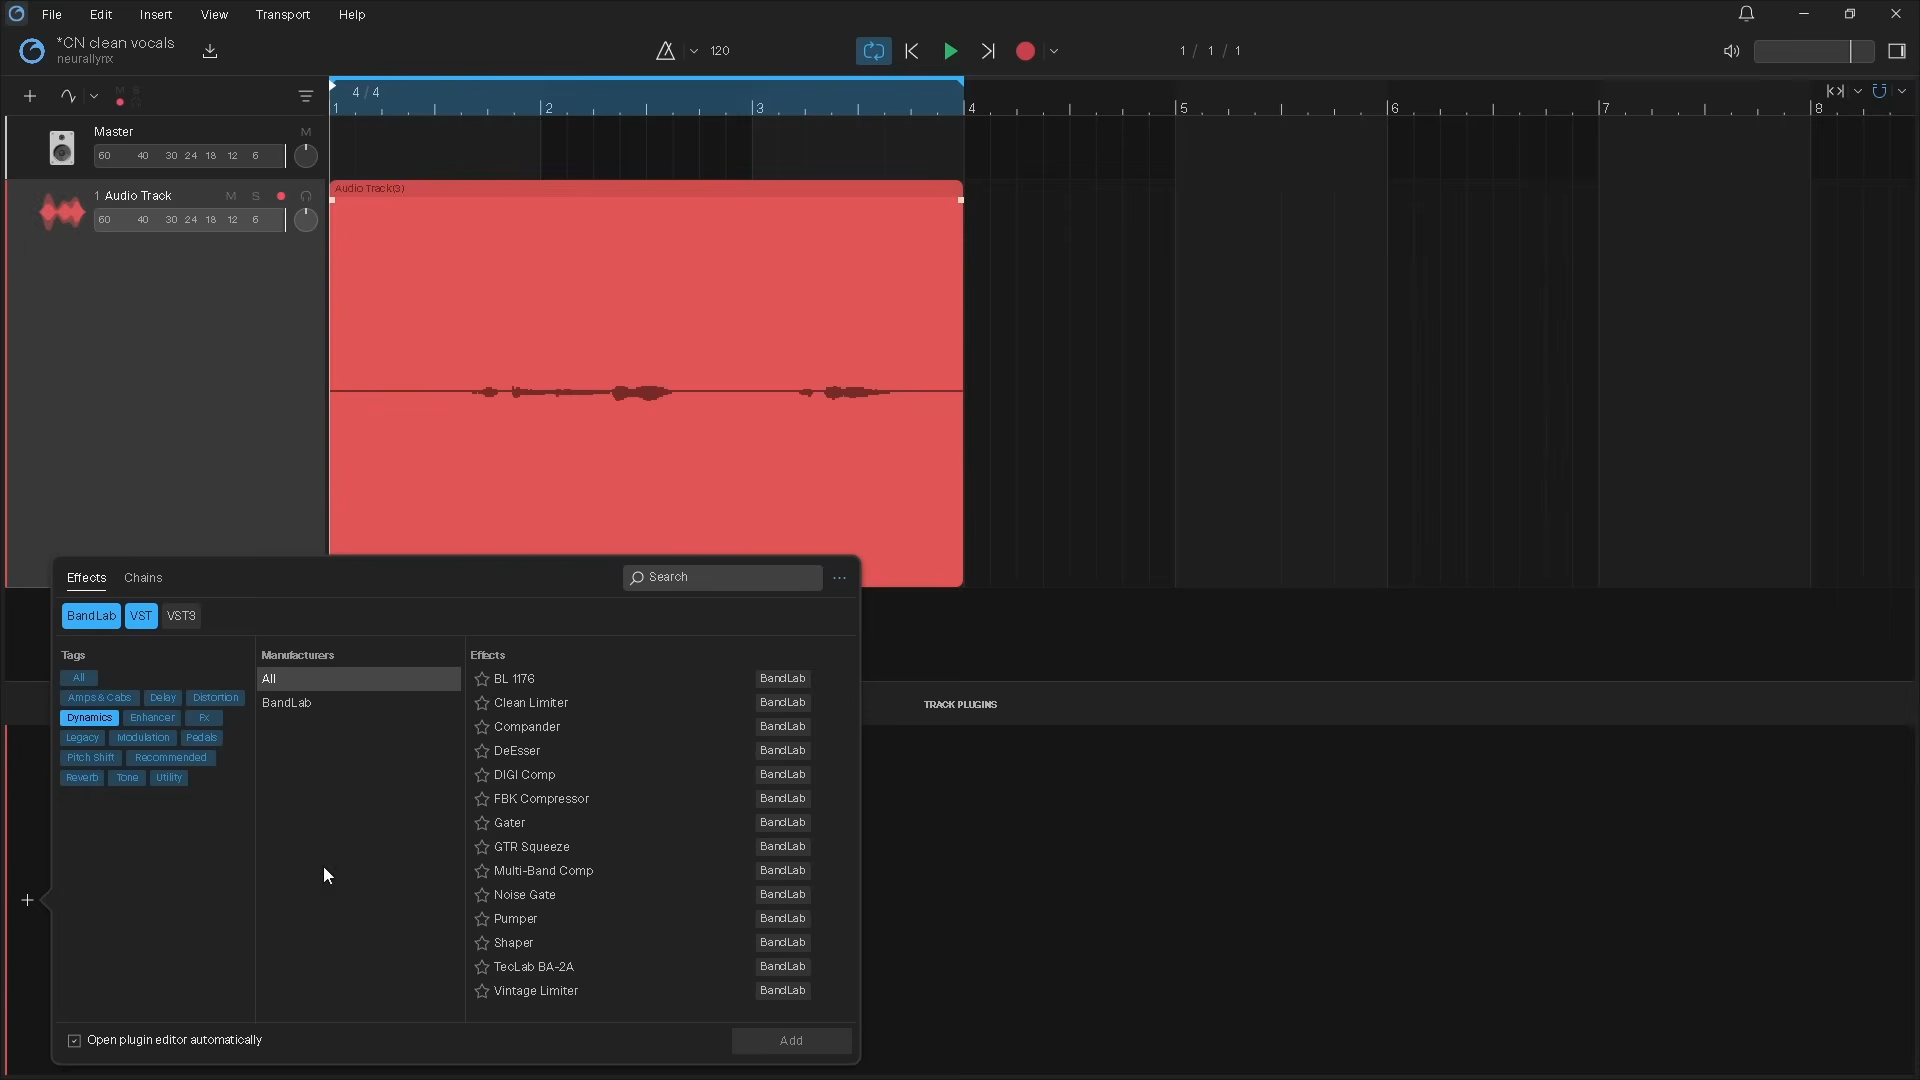 File Edit Insert View Transport Help
*CN clean vocals
neurallynx
120
1 / 1 / 1
M S
4 / 4
1 2 3 4 5 6 7 8
Master M
60 40 30 24 18 12 6
1 Audio Track M S
60 40 30 24 18 12 6
Audio Track(3)
Effects Chains Search ...
BandLab VST VST3
Tags
All
Amps & Cabs Delay Distortion
Dynamics Enhancer Fx
Legacy Modulation Pedals
Pitch Shift Recommended
Reverb Tone Utility
Manufacturers
All
BandLab
Effects
BL 1176 BandLab
Clean Limiter BandLab
Compander BandLab
DeEsser BandLab
DIGI Comp BandLab
FBK Compressor BandLab
Gater BandLab
GTR Squeeze BandLab
Multi-Band Comp BandLab
Noise Gate BandLab
Pumper BandLab
Shaper BandLab
TecLab BA-2A BandLab
Vintage Limiter BandLab
Open plugin editor automatically
Add
TRACK PLUGINS